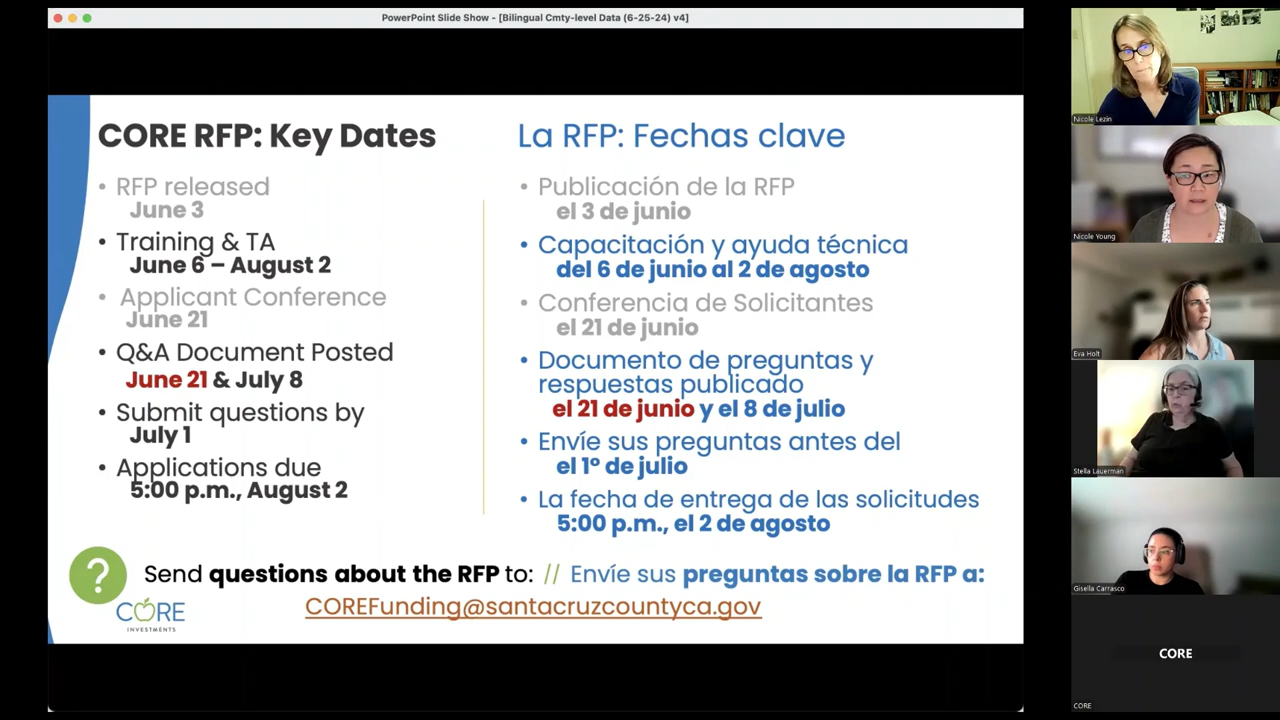 PowerPoint Slide Show - [Bilingual Cmty-level Data (6-25-24) v4]
CORE RFP: Key Dates
• RFP released
June 3
• Training & TA
June 6 – August 2
• Applicant Conference
June 21
• Q&A Document Posted
June 21 & July 8
• Submit questions by
July 1
• Applications due
5:00 p.m., August 2
La RFP: Fechas clave
• Publicación de la RFP
el 3 de junio
• Capacitación y ayuda técnica
del 6 de junio al 2 de agosto
• Conferencia de Solicitantes
el 21 de junio
• Documento de preguntas y
respuestas publicado
el 21 de junio y el 8 de julio
• Envíe sus preguntas antes del
el 1° de julio
• La fecha de entrega de las solicitudes
5:00 p.m., el 2 de agosto
?
Send questions about the RFP to: // Envíe sus preguntas sobre la RFP a:
COREFunding@santacruzcountyca.gov
CORE
INVESTMENTS
Nicole Lezin
Nicole Young
Eva Holt
Stella Lauerman
Gisella Carrasco
CORE
CORE